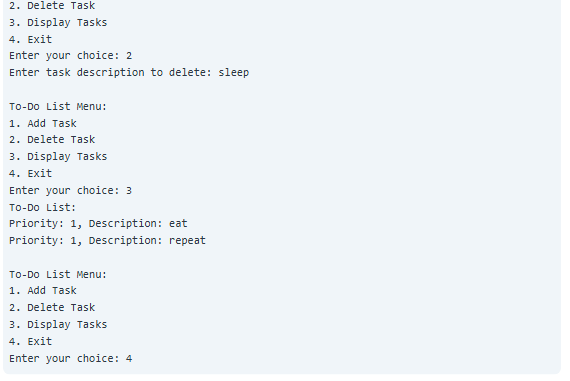 2. Delete Task
3. Display Tasks
4. Exit
Enter your choice: 2
Enter task description to delete: sleep

To-Do List Menu:
1. Add Task
2. Delete Task
3. Display Tasks
4. Exit
Enter your choice: 3
To-Do List:
Priority: 1, Description: eat
Priority: 1, Description: repeat

To-Do List Menu:
1. Add Task
2. Delete Task
3. Display Tasks
4. Exit
Enter your choice: 4